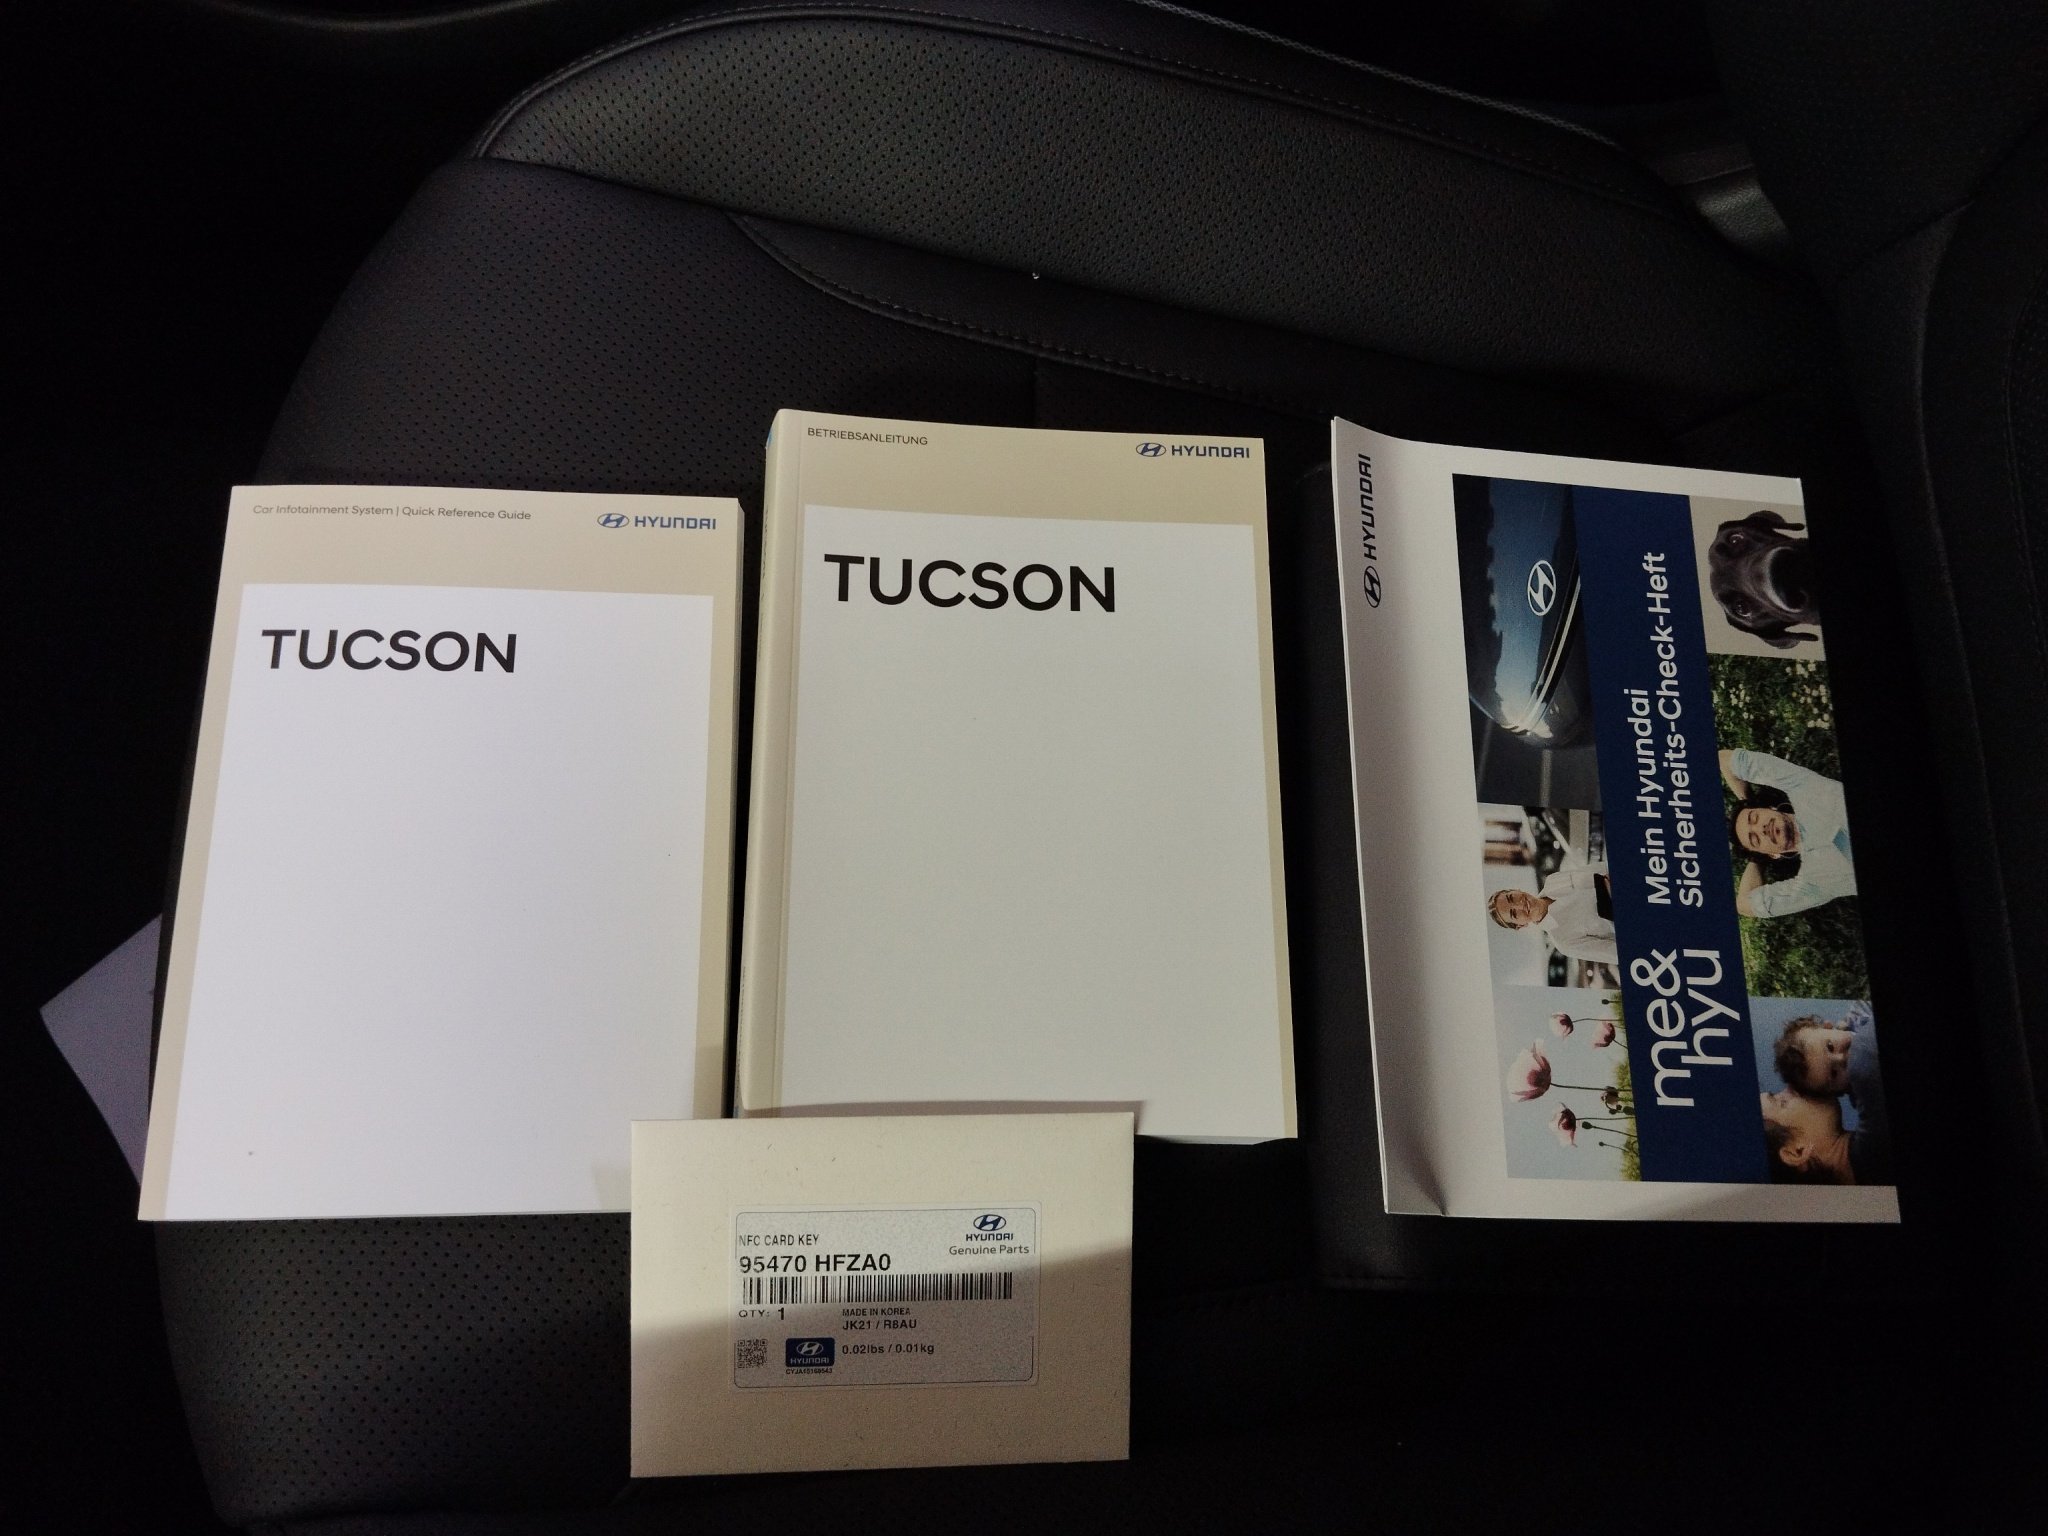 Car Infotainment System | Quick Reference Guide
HYUNDAI
TUCSON
BETRIEBSANLEITUNG
HYUNDAI
TUCSON
HYUNDAI
me&
hyu
Mein Hyundai
Sicherheits-Check-Heft
NFC CARD KEY
HYUNDAI
Genuine Parts
95470 HFZA0
QTY: 1
MADE IN KOREA
JK21 / R8AU
HYUNDAI
0.02lbs / 0.01kg